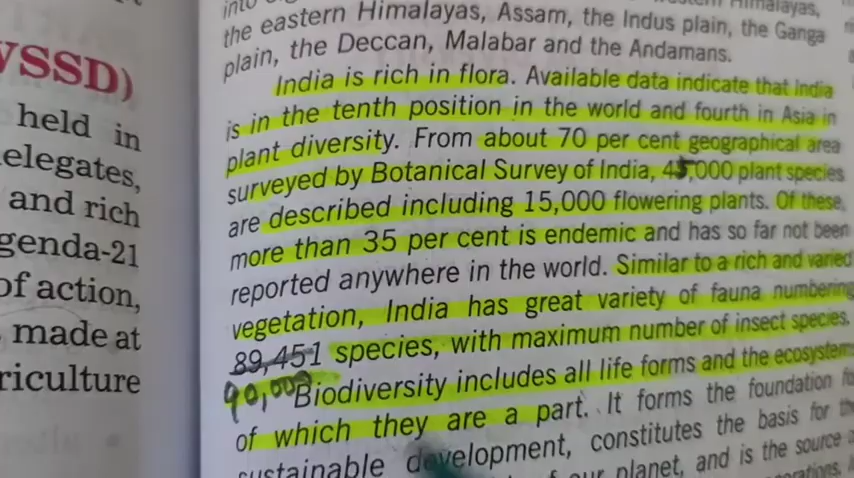 VSSD)
held in
elegates,
and rich
genda-21
of action,
made at
riculture
into
Himalayas,
the eastern Himalayas, Assam, the Indus plain, the Ganga
plain, the Deccan, Malabar and the Andamans.
India is rich in flora. Available data indicate that India
is in the tenth position in the world and fourth in Asia in
plant diversity. From about 70 per cent geographical area
surveyed by Botanical Survey of India, 45,000 plant species
are described including 15,000 flowering plants. Of these,
more than 35 per cent is endemic and has so far not been
reported anywhere in the world. Similar to a rich and varied
vegetation, India has great variety of fauna numbering
89,451 species, with maximum number of insect species.
90,000 Biodiversity includes all life forms and the ecosystem
of which they are a part. It forms the foundation fo
sustainable development, constitutes the basis for th
our planet, and is the source